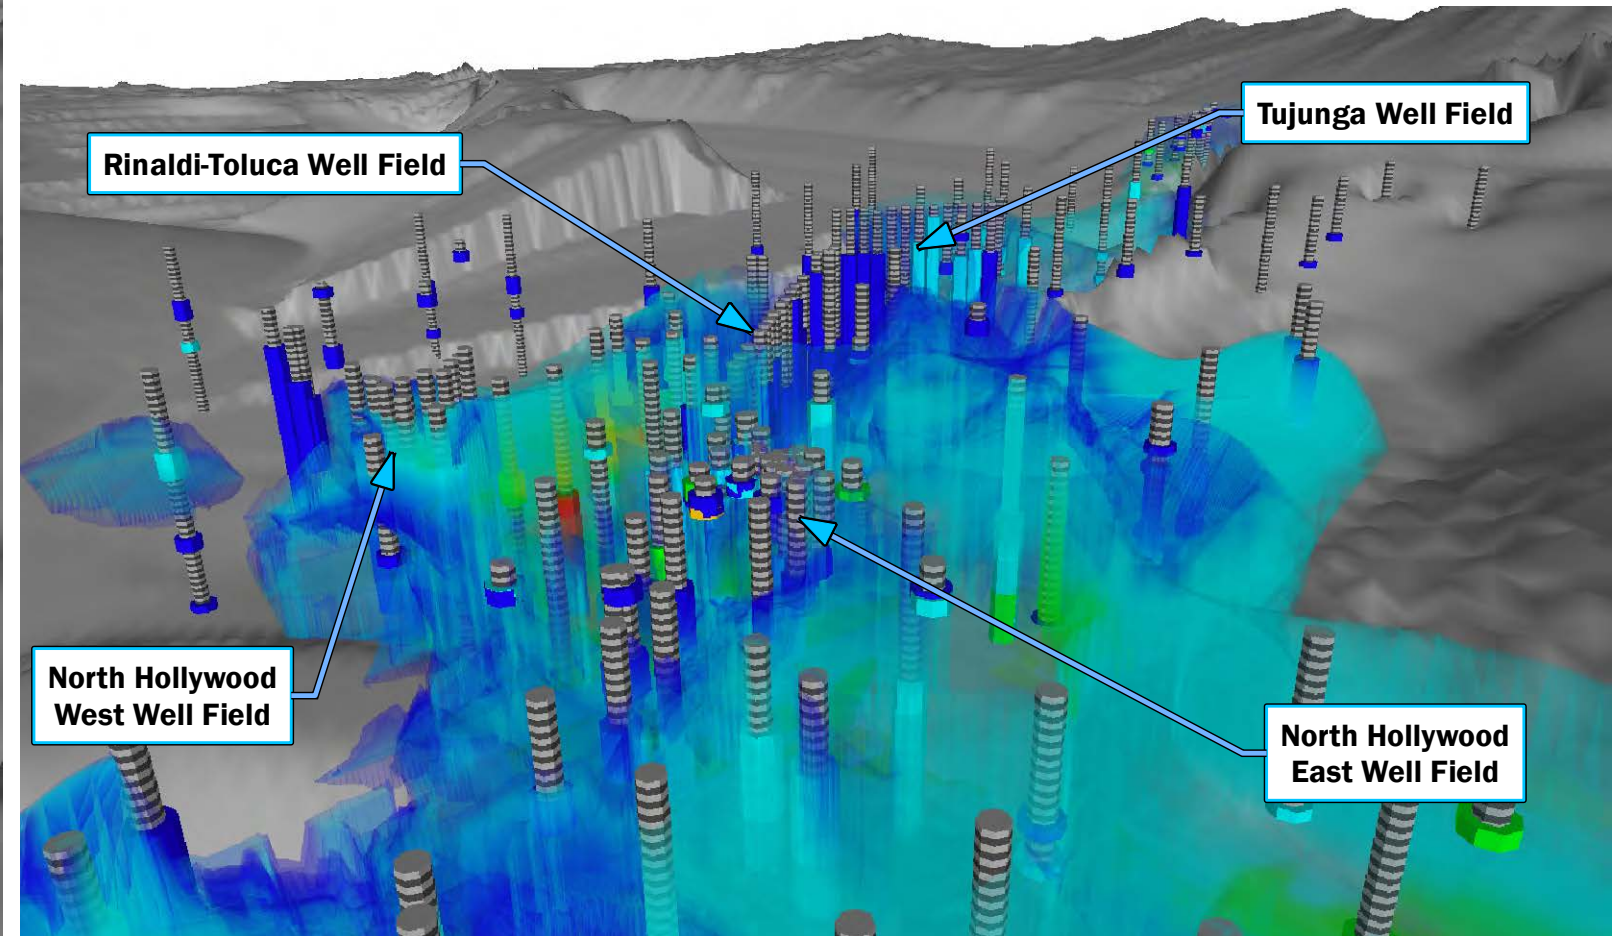 Tujunga Well Field
Rinaldi-Toluca Well Field
North Hollywood
West Well Field
North Hollywood
East Well Field